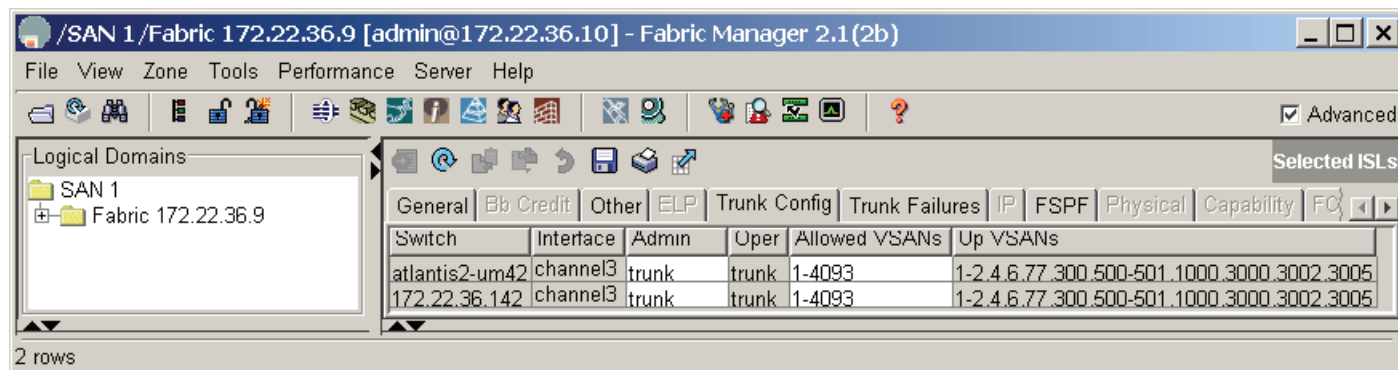 /SAN 1/Fabric 172.22.36.9 [admin@172.22.36.10] - Fabric Manager 2.1(2b)
File View Zone Tools Performance Server Help
Advanced
Logical Domains
SAN 1
Fabric 172.22.36.9
Selected ISLs
General Bb Credit Other ELP Trunk Config Trunk Failures IP FSPF Physical Capability FC
Switch Interface Admin Oper Allowed VSANs Up VSANs
atlantis2-um42 channel3 trunk trunk 1-4093 1-2,4,6,77,300,500-501,1000,3000,3002,3005
172.22.36.142 channel3 trunk trunk 1-4093 1-2,4,6,77,300,500-501,1000,3000,3002,3005
2 rows